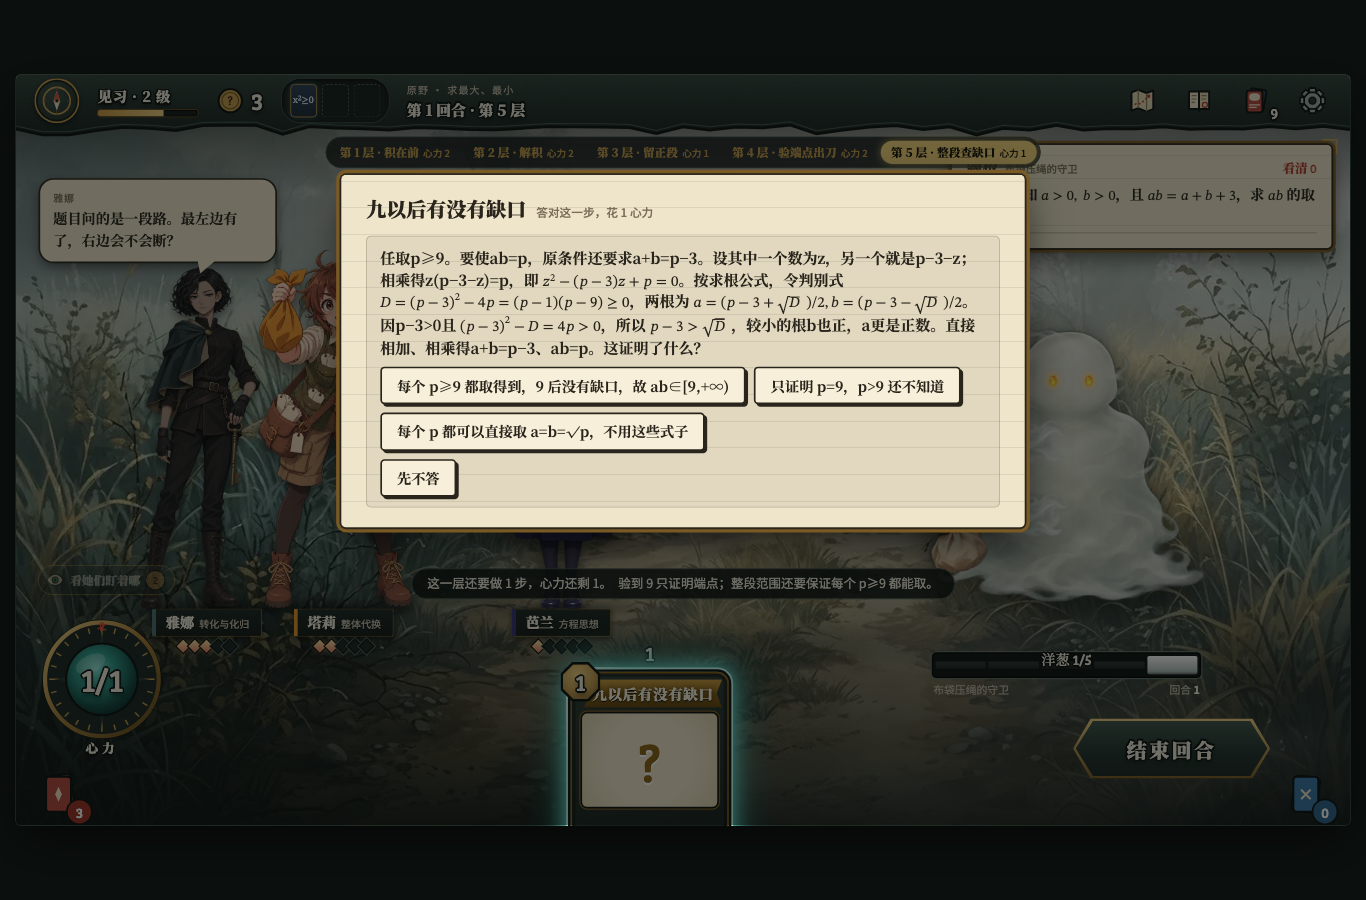 见习·2 级
3
x²≥0
原野 · 求最大、最小
第1回合·第5层
9
第1层·积在前 心力2
第2层·解积 心力2
第3层·留正段 心力1
第4层·验端点出刀 心力2
第5层·整段查缺口 心力1
压绳的守卫
看清 0
a > 0, b > 0, 且 ab = a + b + 3, 求 ab 的取
雅娜
题目问的是一段路。最左边有
了，右边会不会断？
九以后有没有缺口 答对这一步，花 1 心力
任取p≥9。要使ab=p，原条件还要求a+b=p−3。设其中一个数为z，另一个就是p−3−z；
相乘得z(p−3−z)=p，即 z² − (p − 3)z + p = 0。按求根公式，令判别式
D = (p − 3)² − 4p = (p − 1)(p − 9) ≥ 0，两根为 a = (p − 3 + √D )/2, b = (p − 3 − √D )/2。
因p−3>0且 (p − 3)² − D = 4p > 0，所以 p − 3 > √D ，较小的根b也正，a更是正数。直接
相加、相乘得a+b=p−3、ab=p。这证明了什么？
每个 p≥9 都取得到，9 后没有缺口，故 ab∈[9,+∞)
只证明 p=9，p>9 还不知道
每个 p 都可以直接取 a=b=√p，不用这些式子
先不答
看她们盯着哪 2
这一层还要做 1 步，心力还剩 1。 验到 9 只证明端点；整段范围还要保证每个 p≥9 都能取。
雅娜 转化与化归
塔莉 整体代换
芭兰 方程思想
1/1
心力
1
1
九以后有没有缺口
?
洋葱 1/5
布袋压绳的守卫
回合 1
结束回合
3
0